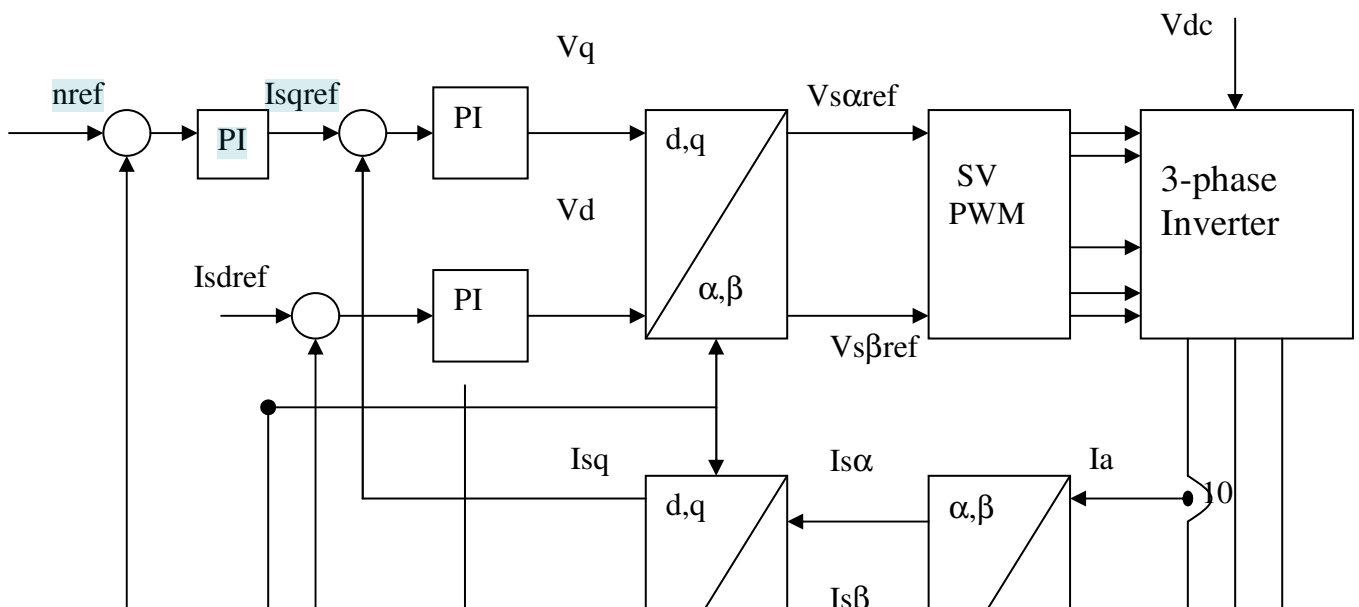 Vdc
Vq
nref
Isqref
Vsαref
PI
PI
d,q
SV
PWM
3-phase
Inverter
Vd
Isdref
PI
α,β
Vsβref
Isq
Isα
Ia
10
d,q
α,β
Isβ